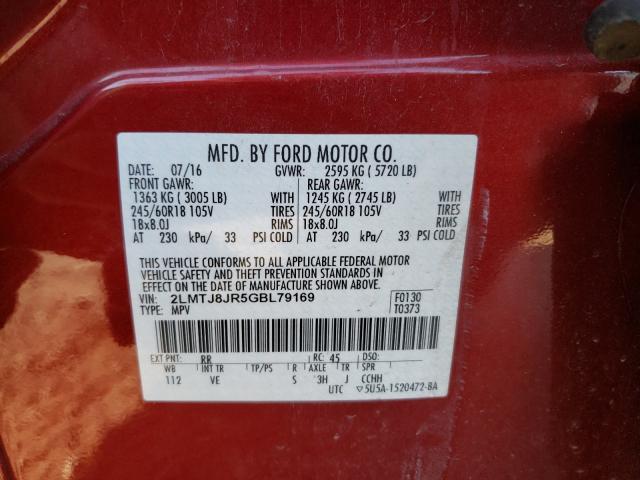 MFD. BY FORD MOTOR CO.
DATE: 07/16 GVWR: 2595 KG ( 5720 LB)
FRONT GAWR: REAR GAWR:
1363 KG ( 3005 LB) WITH 1245 KG ( 2745 LB) WITH
245/60R18 105V TIRES 245/60R18 105V TIRES
18x8.0J RIMS 18x8.0J RIMS
AT 230 kPa/ 33 PSI COLD AT 230 kPa/ 33 PSI COLD
THIS VEHICLE CONFORMS TO ALL APPLICABLE FEDERAL MOTOR
VEHICLE SAFETY AND THEFT PREVENTION STANDARDS IN
EFFECT ON THE DATE OF MANUFACTURE SHOWN ABOVE.
VIN: 2LMTJ8JR5GBL79169 F0130
TYPE: MPV T0373
EXT PNT: RR RC: 45 DSO:
WB INT TR TP/PS R AXLE TR SPR
112 VE S 3H J CCHH
UTC ▽5U5A-1520472-BA